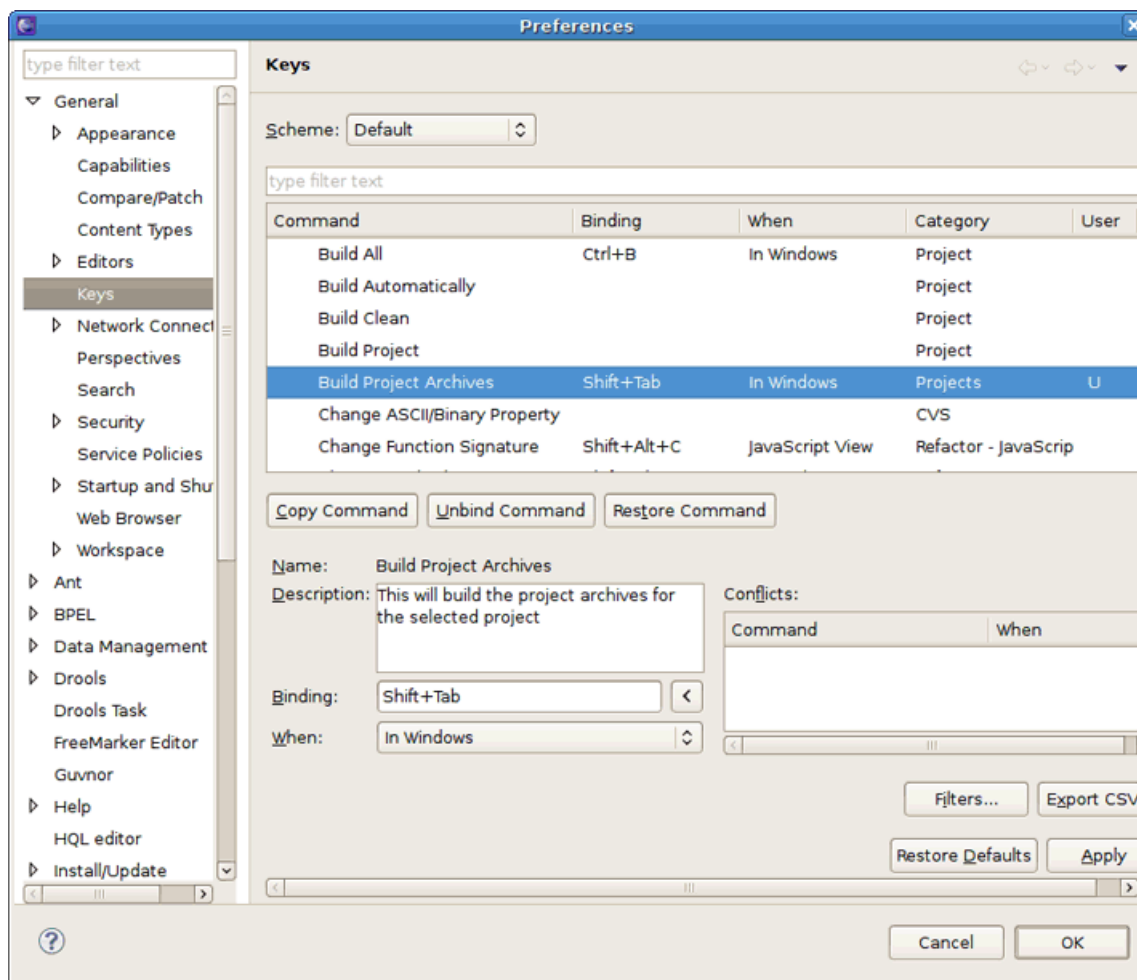 Preferences
type filter text
General
Appearance
Capabilities
Compare/Patch
Content Types
Editors
Keys
Network Connect
Perspectives
Search
Security
Service Policies
Startup and Shu
Web Browser
Workspace
Ant
BPEL
Data Management
Drools
Drools Task
FreeMarker Editor
Guvnor
Help
HQL editor
Install/Update
Keys
Scheme: Default
type filter text
Command Binding When Category User
Build All Ctrl+B In Windows Project
Build Automatically Project
Build Clean Project
Build Project Project
Build Project Archives Shift+Tab In Windows Projects U
Change ASCII/Binary Property CVS
Change Function Signature Shift+Alt+C JavaScript View Refactor - JavaScrip
Copy Command Unbind Command Restore Command
Name: Build Project Archives
Description: This will build the project archives for
the selected project
Binding: Shift+Tab <
When: In Windows
Conflicts:
Command When
Filters... Export CSV
Restore Defaults Apply
? Cancel OK